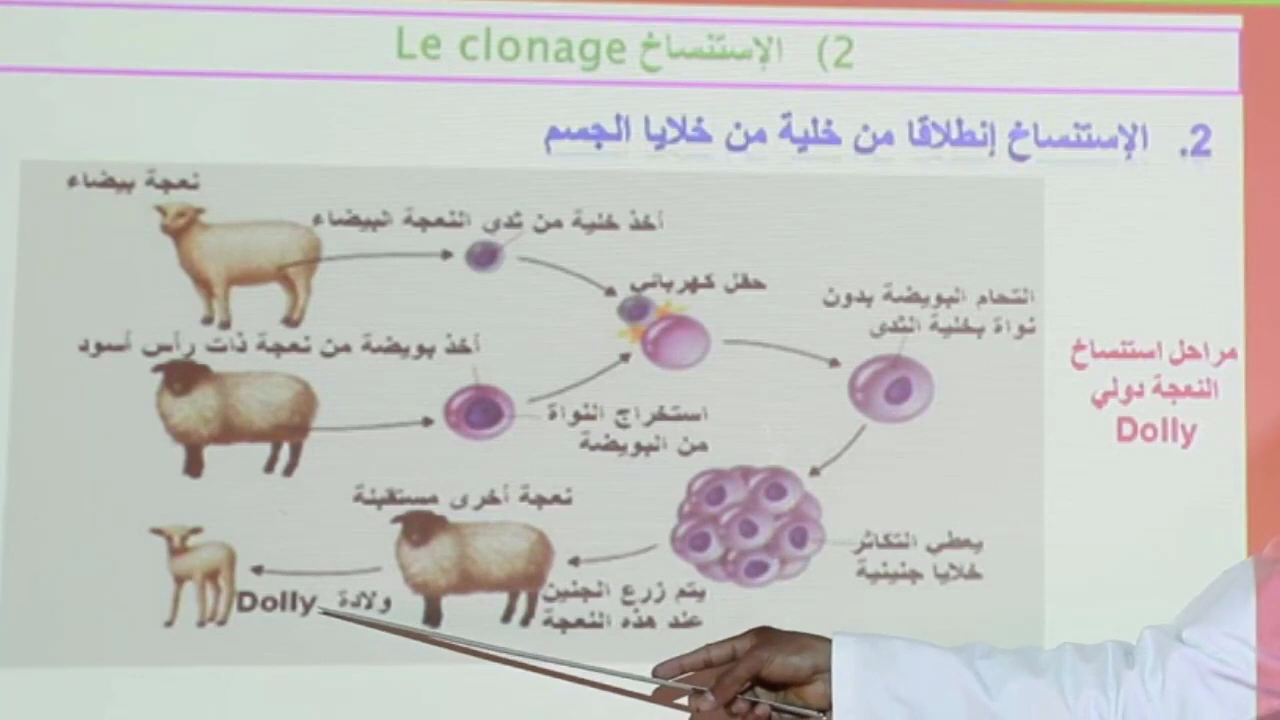 2) الإستنساخ Le clonage
2. الإستنساخ إنطلاقا من خلية من خلايا الجسم
نعجة بيضاء
أخذ خلية من ثدي النعجة البيضاء
حقل كهربائي
التحام البويضة بدون
نواة بخلية الثدي
أخذ بويضة من نعجة ذات رأس أسود
استخراج النواة
من البويضة
مراحل استنساخ
النعجة دولي
Dolly
نعجة أخرى مستقبلة
يعطي التكاثر
خلايا جنينية
يتم زرع الجنين
عند هذه النعجة
ولادة Dolly